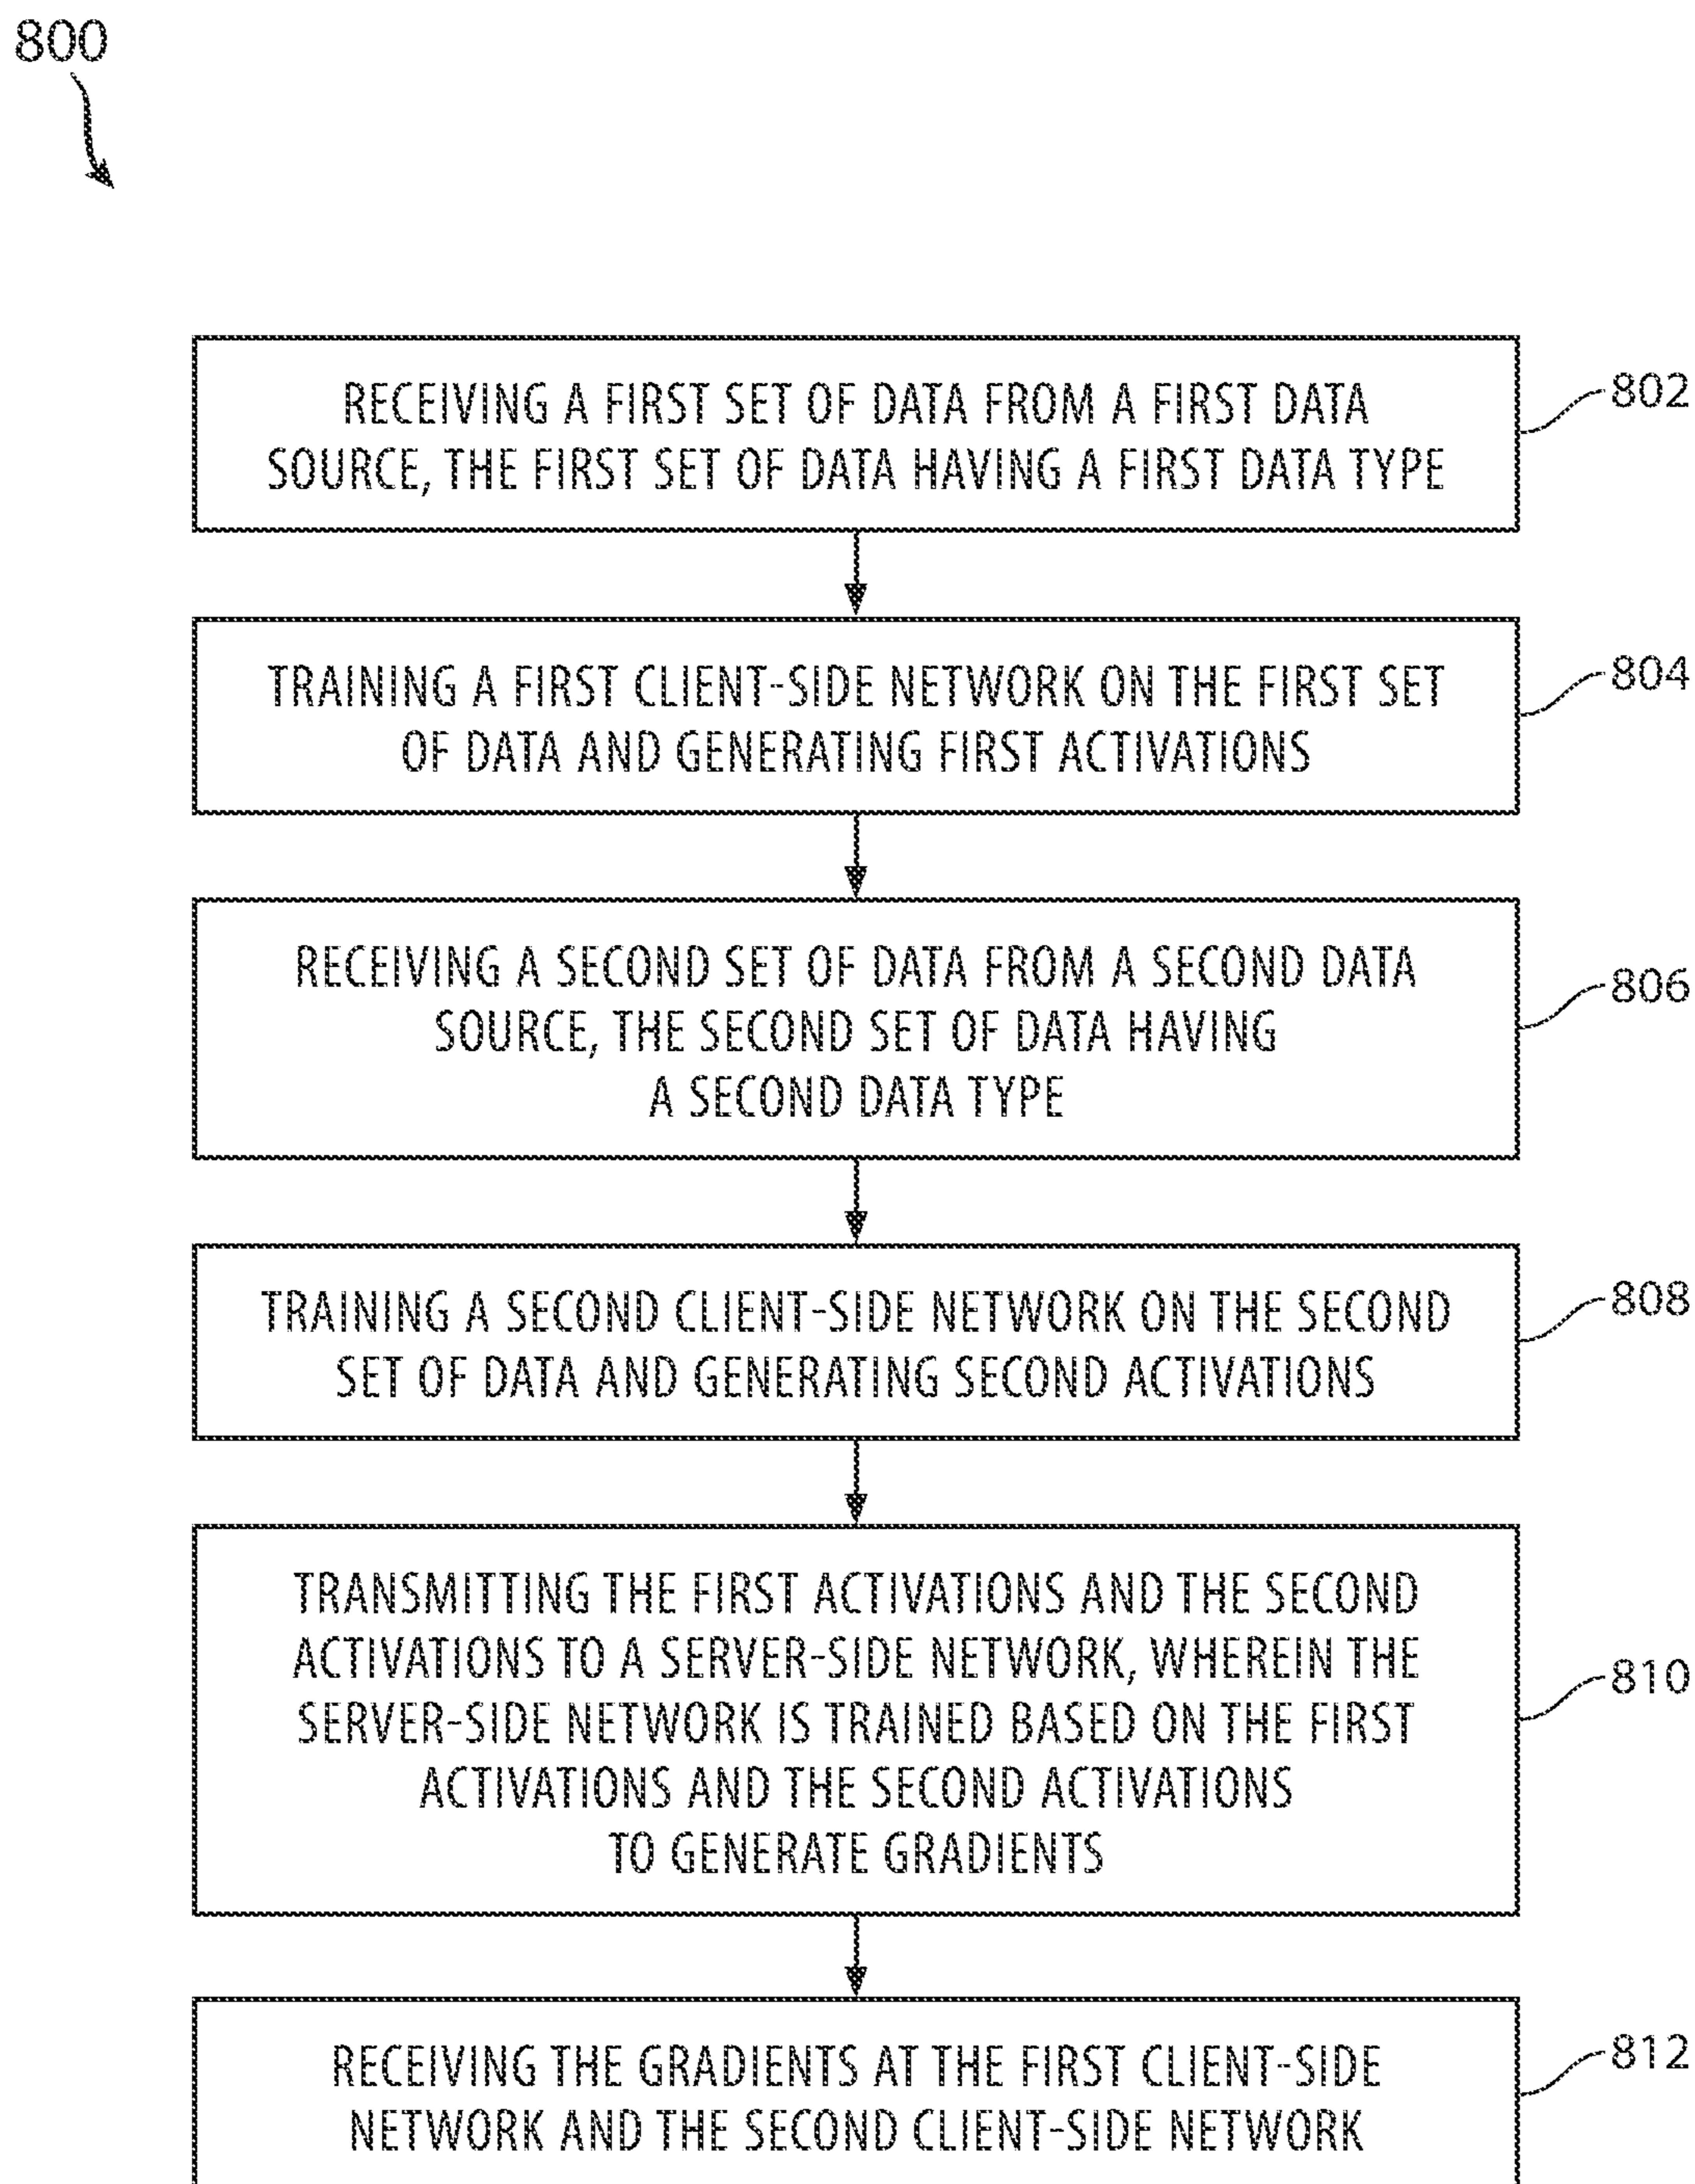 800
RECEIVING A FIRST SET OF DATA FROM A FIRST DATA
SOURCE, THE FIRST SET OF DATA HAVING A FIRST DATA TYPE
802
TRAINING A FIRST CLIENT-SIDE NETWORK ON THE FIRST SET
OF DATA AND GENERATING FIRST ACTIVATIONS
804
RECEIVING A SECOND SET OF DATA FROM A SECOND DATA
SOURCE, THE SECOND SET OF DATA HAVING
A SECOND DATA TYPE
806
TRAINING A SECOND CLIENT-SIDE NETWORK ON THE SECOND
SET OF DATA AND GENERATING SECOND ACTIVATIONS
808
TRANSMITTING THE FIRST ACTIVATIONS AND THE SECOND
ACTIVATIONS TO A SERVER-SIDE NETWORK, WHEREIN THE
SERVER-SIDE NETWORK IS TRAINED BASED ON THE FIRST
ACTIVATIONS AND THE SECOND ACTIVATIONS
TO GENERATE GRADIENTS
810
RECEIVING THE GRADIENTS AT THE FIRST CLIENT-SIDE
NETWORK AND THE SECOND CLIENT-SIDE NETWORK
812